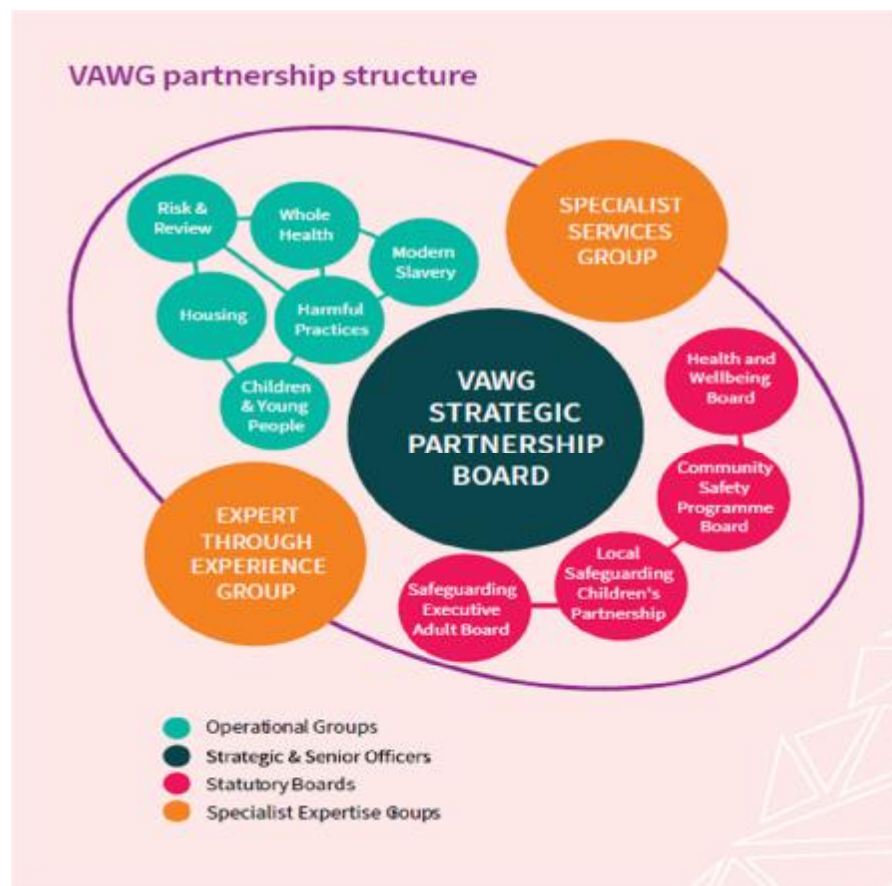 VAWG partnership structure
Risk &
Review
Whole
Health
Modern
Slavery
Housing
Harmful
Practices
Children
& Young
People
SPECIALIST
SERVICES
GROUP
VAWG
STRATEGIC
PARTNERSHIP
BOARD
Health and
Wellbeing
Board
Community
Safety
Programme
Board
Local
Safeguarding
Children's
Partnership
Safeguarding
Executive
Adult Board
EXPERT
THROUGH
EXPERIENCE
GROUP
Operational Groups
Strategic & Senior Officers
Statutory Boards
Specialist Expertise Goups